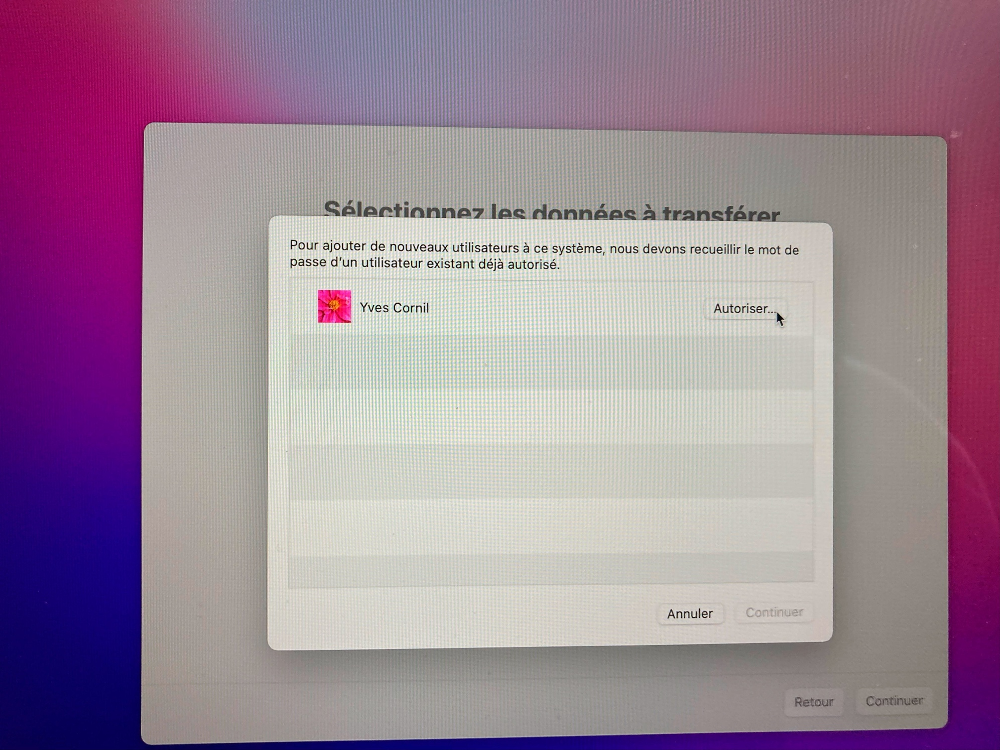 Sélectionnez les données à transférer
Pour ajouter de nouveaux utilisateurs à ce système, nous devons recueillir le mot de
passe d’un utilisateur existant déjà autorisé.
Yves Cornil
Autoriser...
Annuler
Continuer
Retour
Continuer